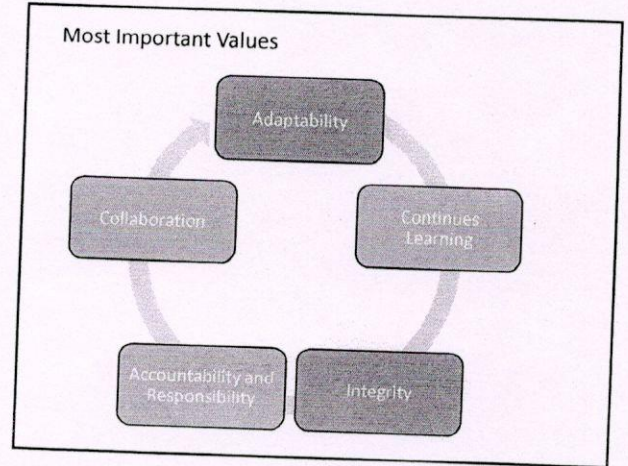 Most Important Values
Adaptability
Continues
Learning
Integrity
Accountability and
Responsibility
Collaboration